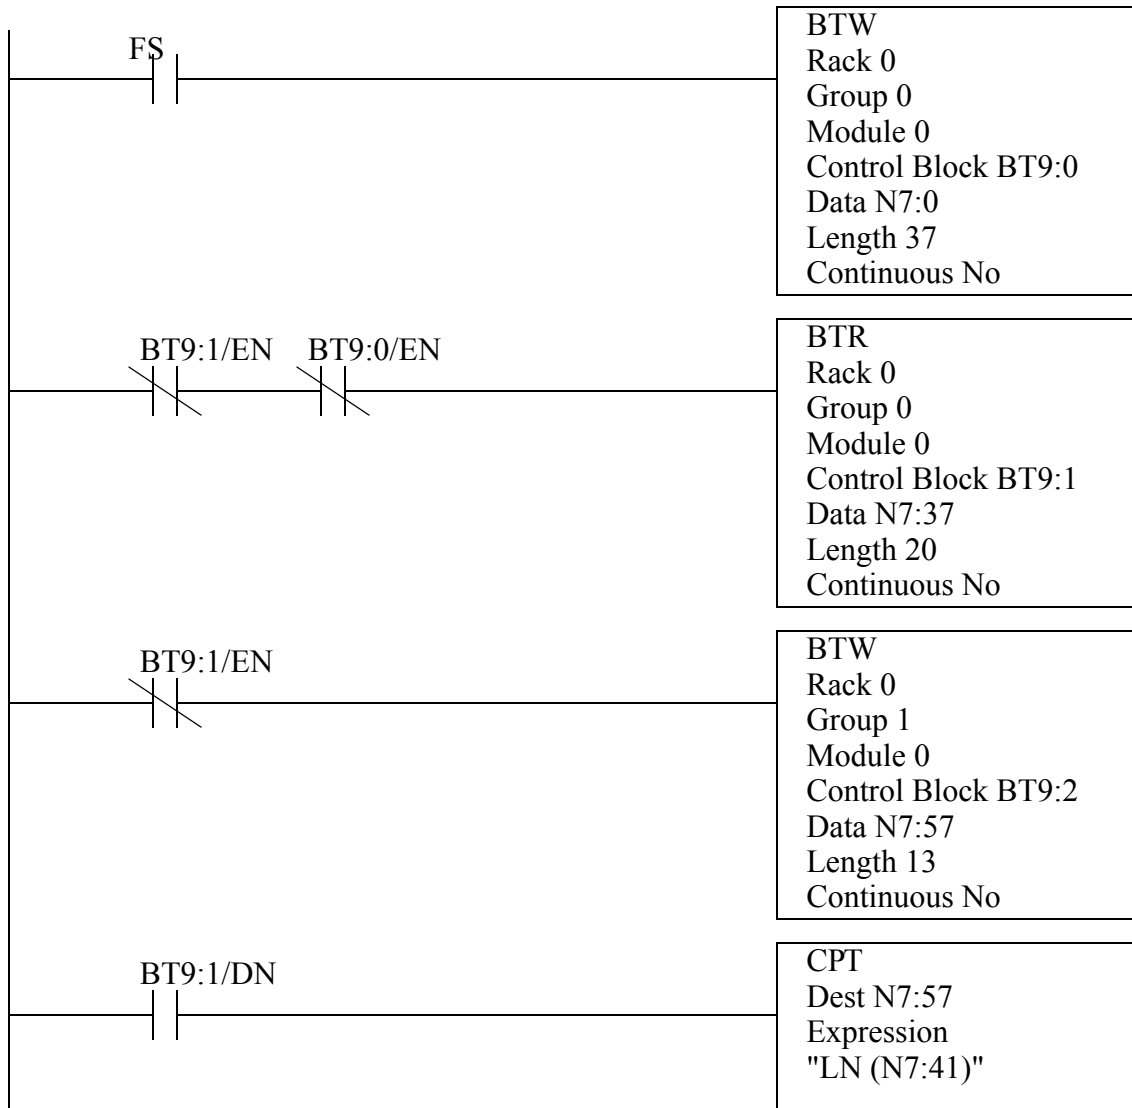 FS
BTW
Rack 0
Group 0
Module 0
Control Block BT9:0
Data N7:0
Length 37
Continuous No
BT9:1/EN BT9:0/EN
BTR
Rack 0
Group 0
Module 0
Control Block BT9:1
Data N7:37
Length 20
Continuous No
BT9:1/EN
BTW
Rack 0
Group 1
Module 0
Control Block BT9:2
Data N7:57
Length 13
Continuous No
BT9:1/DN
CPT
Dest N7:57
Expression
"LN (N7:41)"